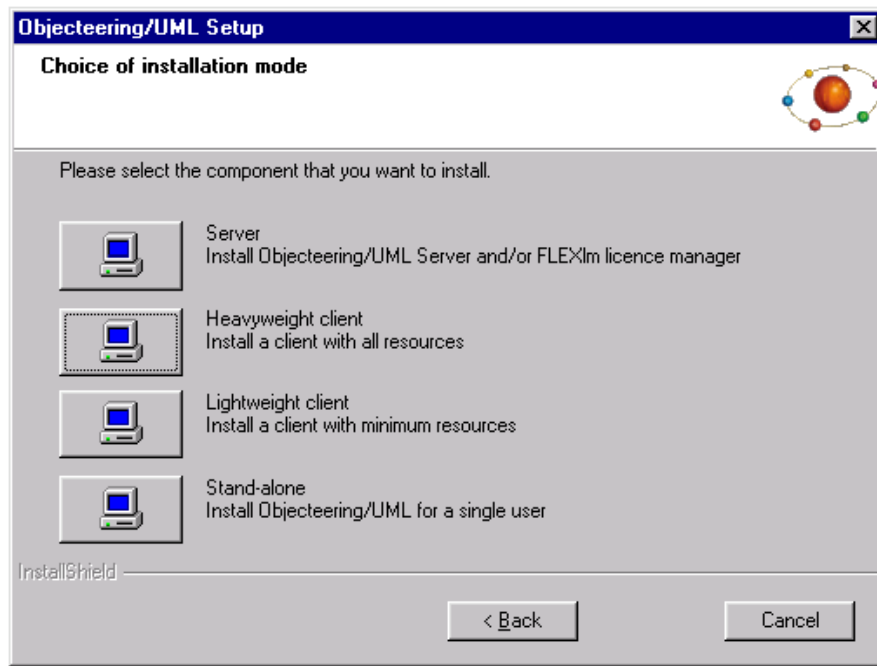 Objecteering/UML Setup
Choice of installation mode
Please select the component that you want to install.
Server
Install Objecteering/UML Server and/or FLEXlm licence manager
Heavyweight client
Install a client with all resources
Lightweight client
Install a client with minimum resources
Stand-alone
Install Objecteering/UML for a single user
InstallShield
< Back
Cancel